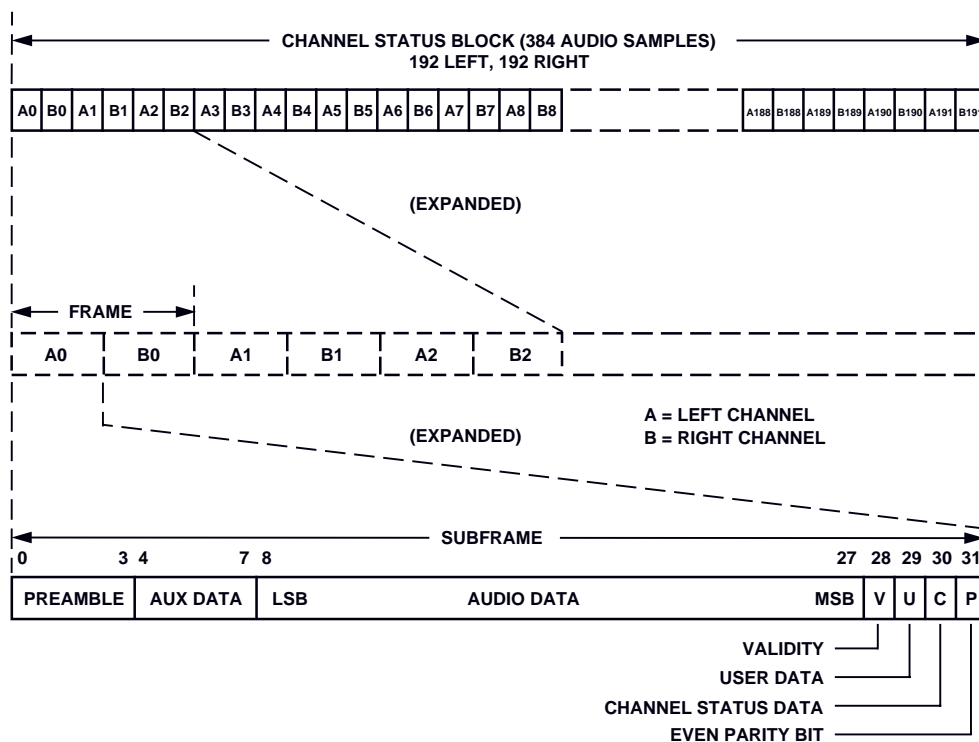 CHANNEL STATUS BLOCK (384 AUDIO SAMPLES)
192 LEFT, 192 RIGHT
A0 B0 A1 B1 A2 B2 A3 B3 A4 B4 A5 B5 A6 B6 A7 B7 A8 B8 A188 B188 A189 B189 A190 B190 A191 B191
(EXPANDED)
FRAME
A0 B0 A1 B1 A2 B2
A = LEFT CHANNEL
B = RIGHT CHANNEL
(EXPANDED)
SUBFRAME
0 3 4 7 8 27 28 29 30 31
PREAMBLE AUX DATA LSB AUDIO DATA MSB V U C P
VALIDITY
USER DATA
CHANNEL STATUS DATA
EVEN PARITY BIT